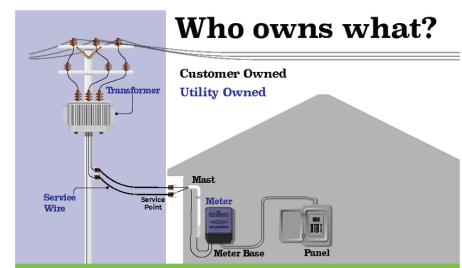 Who owns what?
Customer Owned
Utility Owned
Transformer
Mast
Service
Wire
Service
Point
Meter
Meter Base
Panel